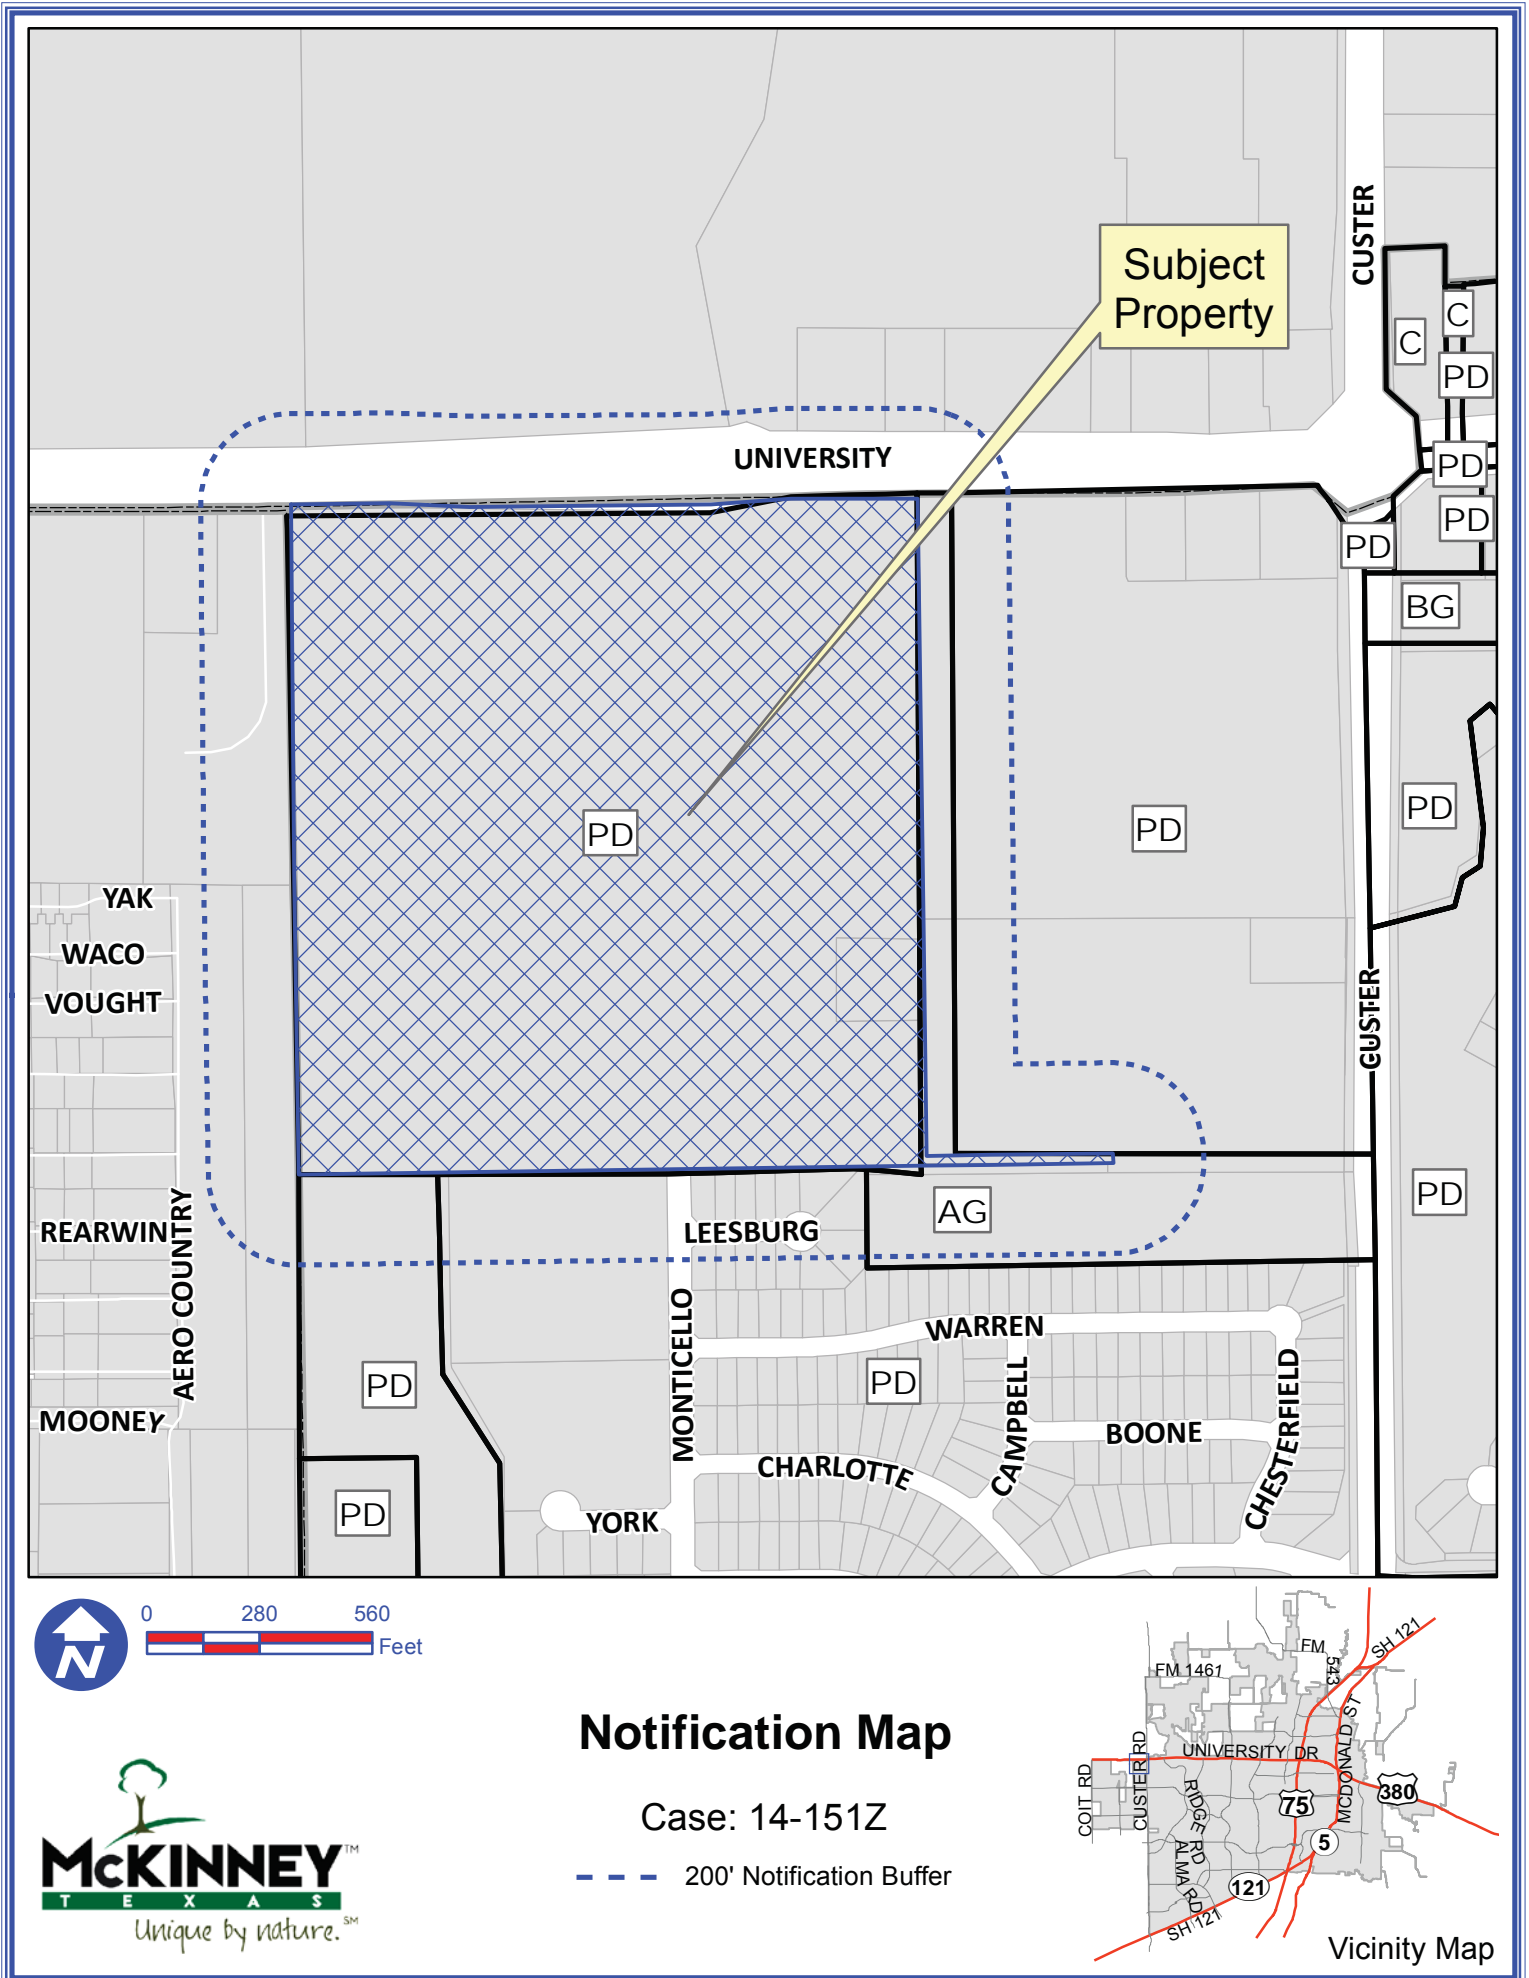 CUSTER
Subject
Property
C
C
PD
UNIVERSITY
PD
PD
PD
BG
PD
PD
PD
YAK
WACO
VOUGHT
CUSTER
PD
AG
REARWIN
LEESBURG
AERO COUNTRY
MONTICELLO
WARREN
PD
PD
CAMPBELL
CHESTERFIELD
MOONEY
BOONE
CHARLOTTE
PD
YORK
0 280 560
Feet
N
Notification Map
Case: 14-151Z
200' Notification Buffer
McKINNEY™
TEXAS
Unique by nature.℠
FM 1461
FM 543
SH 121
MCDONALD ST
UNIVERSITY DR
COIT RD
CUSTER RD
RIDGE RD
ALMA RD
75
380
5
121
SH 121
Vicinity Map